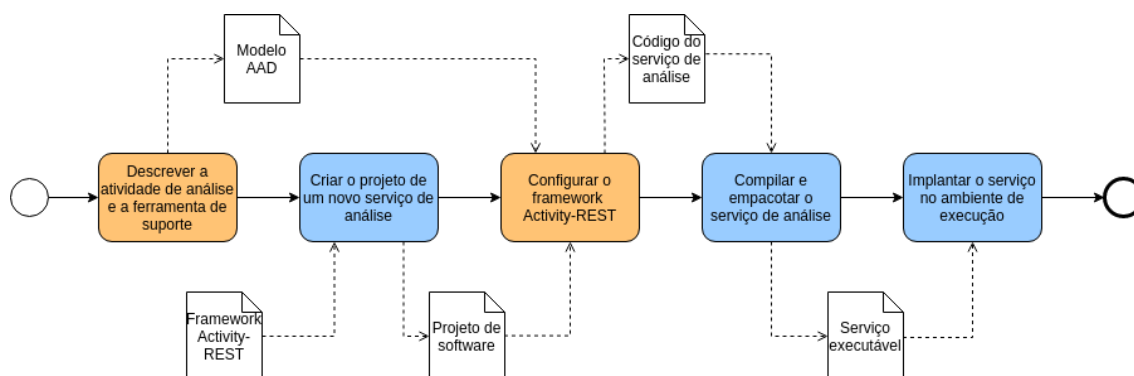 Modelo
AAD
Código do
serviço de
análise
Descrever a
atividade de análise
e a ferramenta de
suporte
Criar o projeto de
um novo serviço de
análise
Configurar o
framework
Activity-REST
Compilar e
empacotar o
serviço de análise
Implantar o serviço
no ambiente de
execução
Framework
Activity-
REST
Projeto de
software
Serviço
executável